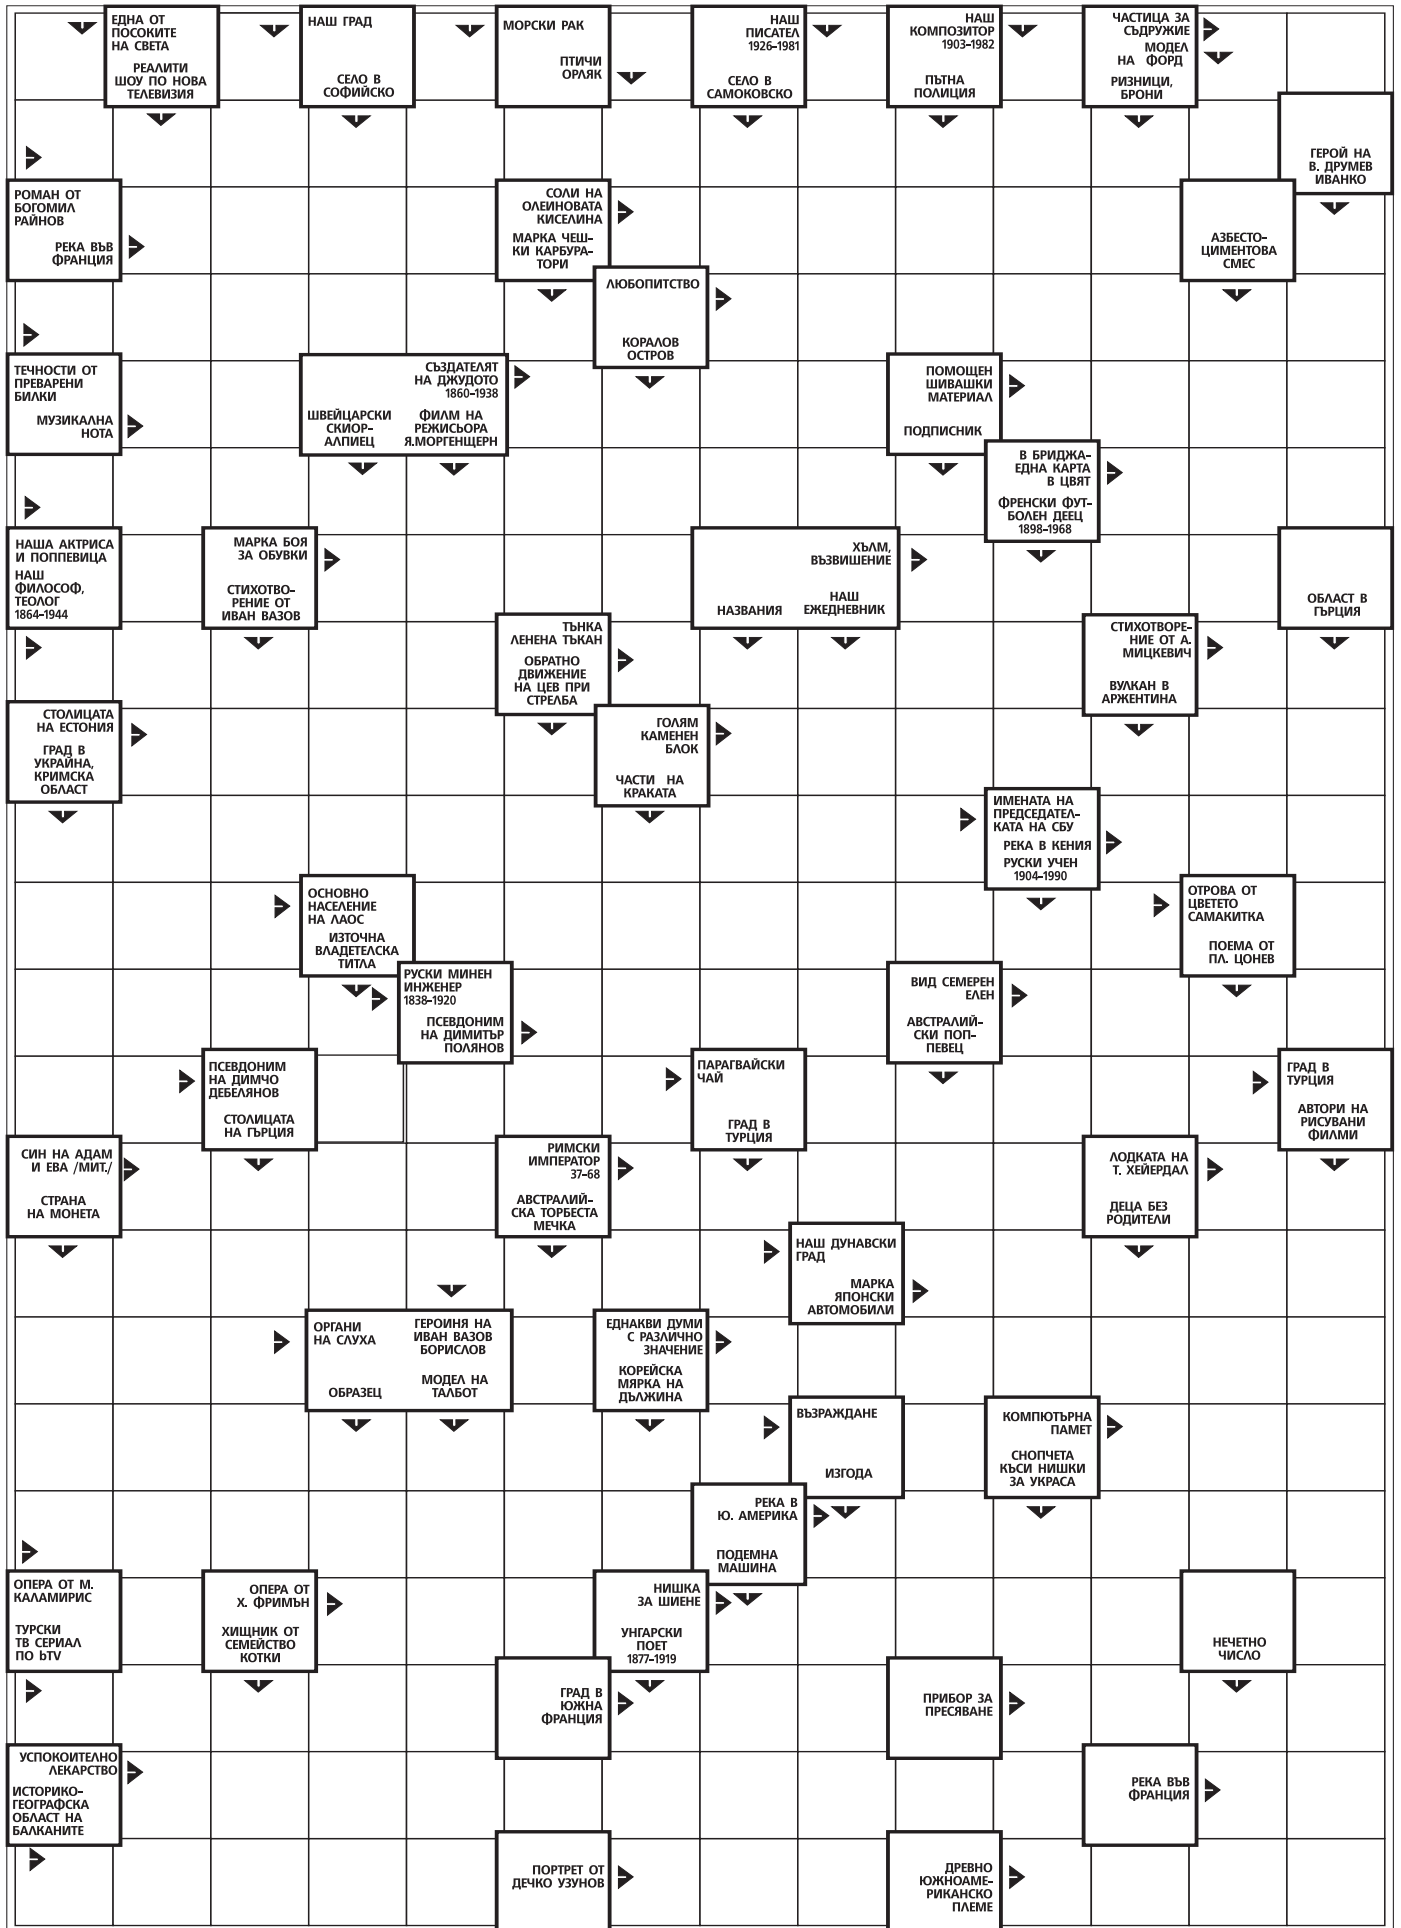 ЕДНА ОТ
ПОСОКИТЕ
НА СВЕТА
РЕАЛИТИ
ШОУ ПО НОВА
ТЕЛЕВИЗИЯ
НАШ ГРАД
СЕЛО В
СОФИЙСКО
МОРСКИ РАК
ПТИЧИ
ОРЛЯК
НАШ
ПИСАТЕЛ
1926–1981
СЕЛО В
САМОКОВСКО
НАШ
КОМПОЗИТОР
1903–1982
ПЪТНА
ПОЛИЦИЯ
ЧАСТИЦА ЗА
СЪДРУЖИЕ
МОДЕЛ
НА ФОРД
РИЗНИЦИ,
БРОНИ
ГЕРОЙ НА
В. ДРУМЕВ
ИВАНКО
РОМАН ОТ
БОГОМИЛ
РАЙНОВ
РЕКА ВЪВ
ФРАНЦИЯ
СОЛИ НА
ОЛЕИНОВАТА
КИСЕЛИНА
МАРКА ЧЕШ–
КИ КАРБУРА–
ТОРИ
АЗБЕСТО–
ЦИМЕНТОВА
СМЕС
ЛЮБОПИТСТВО
КОРАЛОВ
ОСТРОВ
ТЕЧНОСТИ ОТ
ПРЕВАРЕНИ
БИЛКИ
МУЗИКАЛНА
НОТА
СЪЗДАТЕЛЯТ
НА ДЖУДОТО
1860–1938
ШВЕЙЦАРСКИ
СКИОР–
АЛПИЕЦ
ФИЛМ НА
РЕЖИСЬОРА
Я.МОРГЕНЩЕРН
ПОМОЩЕН
ШИВАШКИ
МАТЕРИАЛ
ПОДПИСНИК
В БРИДЖА–
ЕДНА КАРТА
В ЦВЯТ
ФРЕНСКИ ФУТ–
БОЛЕН ДЕЕЦ
1898–1968
НАША АКТРИСА
И ПОППЕВИЦА
НАШ
ФИЛОСОФ,
ТЕОЛОГ
1864–1944
МАРКА БОЯ
ЗА ОБУВКИ
СТИХОТВО–
РЕНИЕ ОТ
ИВАН ВАЗОВ
ХЪЛМ,
ВЪЗВИШЕНИЕ
НАЗВАНИЯ
НАШ
ЕЖЕДНЕВНИК
ОБЛАСТ В
ГЪРЦИЯ
ТЪНКА
ЛЕНЕНА ТЪКАН
ОБРАТНО
ДВИЖЕНИЕ
НА ЦЕВ ПРИ
СТРЕЛБА
СТИХОТВОРЕ–
НИЕ ОТ А.
МИЦКЕВИЧ
ВУЛКАН В
АРЖЕНТИНА
СТОЛИЦАТА
НА ЕСТОНИЯ
ГРАД В
УКРАЙНА,
КРИМСКА
ОБЛАСТ
ГОЛЯМ
КАМЕНЕН
БЛОК
ЧАСТИ НА
КРАКАТА
ИМЕНАТА НА
ПРЕДСЕДАТЕЛ–
КАТА НА СБУ
РЕКА В КЕНИЯ
РУСКИ УЧЕН
1904–1990
ОСНОВНО
НАСЕЛЕНИЕ
НА ЛАОС
ИЗТОЧНА
ВЛАДЕТЕЛСКА
ТИТЛА
ОТРОВА ОТ
ЦВЕТЕТО
САМАКИТКА
ПОЕМА ОТ
ПЛ. ЦОНЕВ
РУСКИ МИНЕН
ИНЖЕНЕР
1838–1920
ПСЕВДОНИМ
НА ДИМИТЪР
ПОЛЯНОВ
ВИД СЕМЕРЕН
ЕЛЕН
АВСТРАЛИЙ–
СКИ ПОП–
ПЕВЕЦ
ПСЕВДОНИМ
НА ДИМЧО
ДЕБЕЛЯНОВ
СТОЛИЦАТА
НА ГЪРЦИЯ
ПАРАГВАЙСКИ
ЧАЙ
ГРАД В
ТУРЦИЯ
ГРАД В
ТУРЦИЯ
АВТОРИ НА
РИСУВАНИ
ФИЛМИ
СИН НА АДАМ
И ЕВА /МИТ./
СТРАНА
НА МОНЕТА
РИМСКИ
ИМПЕРАТОР
37–68
АВСТРАЛИЙ–
СКА ТОРБЕСТА
МЕЧКА
ЛОДКАТА НА
Т. ХЕЙЕРДАЛ
ДЕЦА БЕЗ
РОДИТЕЛИ
НАШ ДУНАВСКИ
ГРАД
МАРКА
ЯПОНСКИ
АВТОМОБИЛИ
ОРГАНИ
НА СЛУХА
ОБРАЗЕЦ
ГЕРОИНЯ НА
ИВАН ВАЗОВ
БОРИСЛОВ
МОДЕЛ НА
ТАЛБОТ
ЕДНАКВИ ДУМИ
С РАЗЛИЧНО
ЗНАЧЕНИЕ
КОРЕЙСКА
МЯРКА НА
ДЪЛЖИНА
ВЪЗРАЖДАНЕ
ИЗГОДА
КОМПЮТЪРНА
ПАМЕТ
СНОПЧЕТА
КЪСИ НИШКИ
ЗА УКРАСА
РЕКА В
Ю. АМЕРИКА
ПОДЕМНА
МАШИНА
ОПЕРА ОТ М.
КАЛАМИРИС
ТУРСКИ
ТВ СЕРИАЛ
ПО bTV
ОПЕРА ОТ
Х. ФРИМЪН
ХИЩНИК ОТ
СЕМЕЙСТВО
КОТКИ
НИШКА
ЗА ШИЕНЕ
УНГАРСКИ
ПОЕТ
1877–1919
НЕЧЕТНО
ЧИСЛО
ГРАД В
ЮЖНА
ФРАНЦИЯ
ПРИБОР ЗА
ПРЕСЯВАНЕ
УСПОКОИТЕЛНО
ЛЕКАРСТВО
ИСТОРИКО–
ГЕОГРАФСКА
ОБЛАСТ НА
БАЛКАНИТЕ
РЕКА ВЪВ
ФРАНЦИЯ
ПОРТРЕТ ОТ
ДЕЧКО УЗУНОВ
ДРЕВНО
ЮЖНОАМЕ–
РИКАНСКО
ПЛЕМЕ